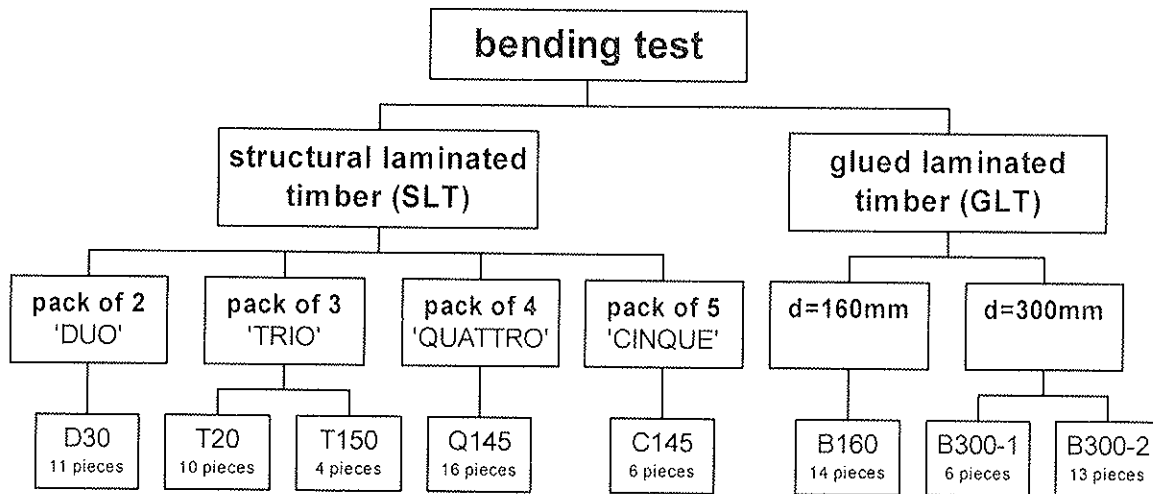 bending test
structural laminated
timber (SLT)
glued laminated
timber (GLT)
pack of 2
'DUO'
pack of 3
'TRIO'
pack of 4
'QUATTRO'
pack of 5
'CINQUE'
d=160mm
d=300mm
D30
11 pieces
T20
10 pieces
T150
4 pieces
Q145
16 pieces
C145
6 pieces
B160
14 pieces
B300-1
6 pieces
B300-2
13 pieces